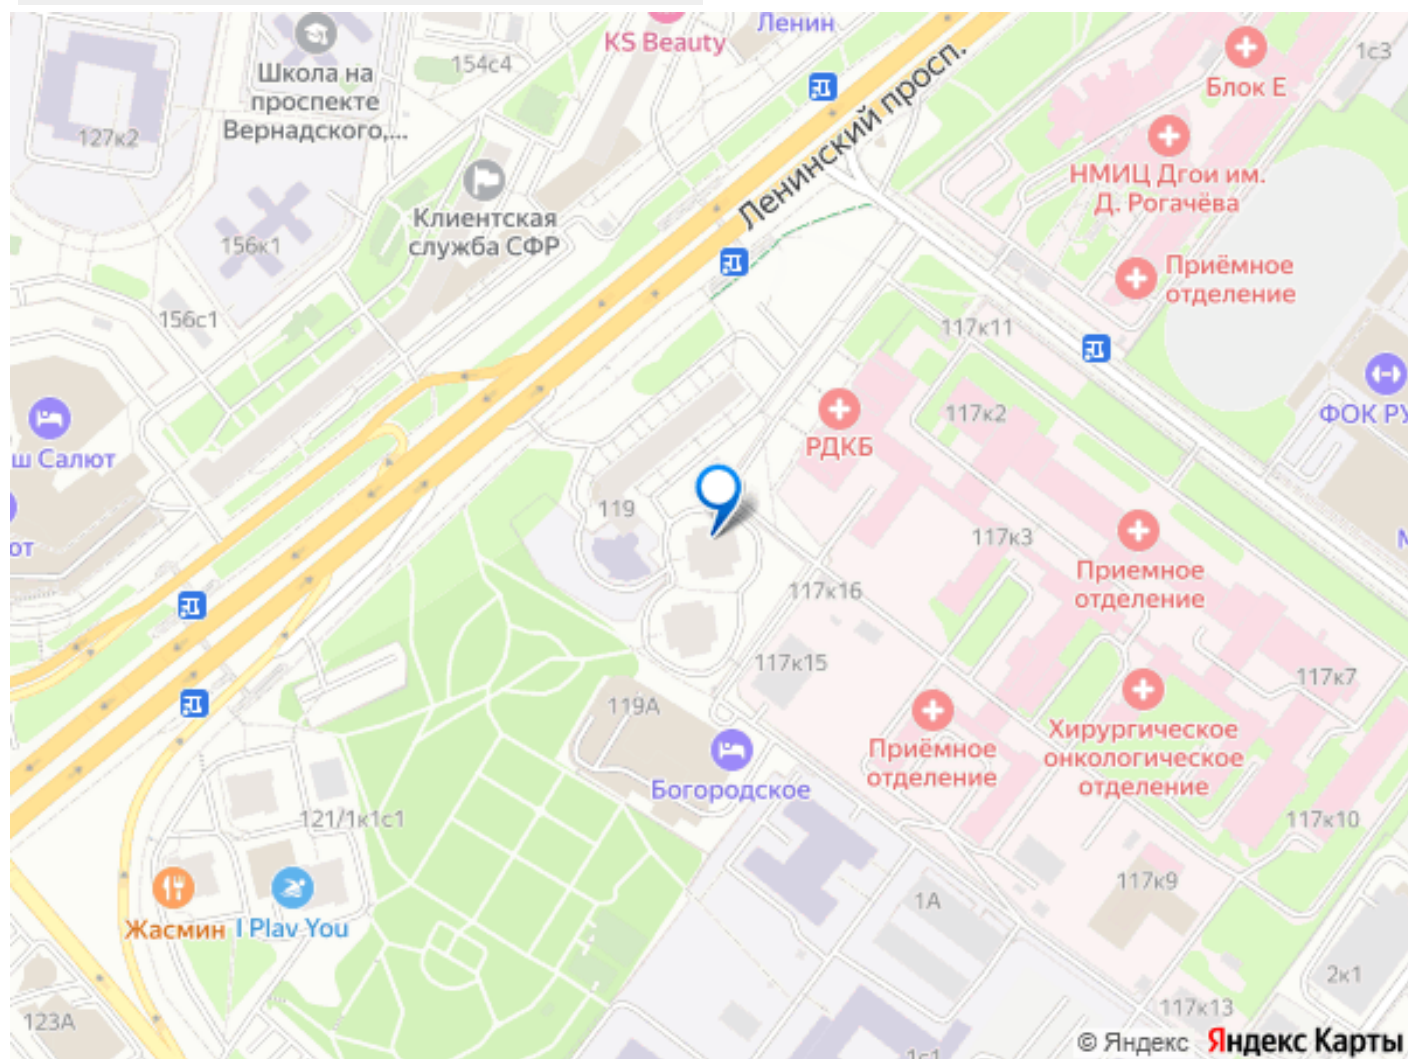 Ленин
KS Beauty
154с4
1с3
Школа на
проспекте
Вернадского,...
127к2
Блок Е
Ленинский просп.
НМИЦ Дгои им.
Д. Рогачёва
Клиентская
служба СФР
156к1
Приёмное
отделение
156с1
117к11
117к2
ФОК РУ
РДКБ
ш Салют
119
117к3
от
Приемное
отделение
117к16
117к15
117к7
119А
Хирургическое
онкологическое
отделение
Приёмное
отделение
Богородское
121/1к1с1
117к10
117к9
1А
Жасмин
I Play You
2к1
117к13
123А
1с1
© Яндекс Яндекс Карты